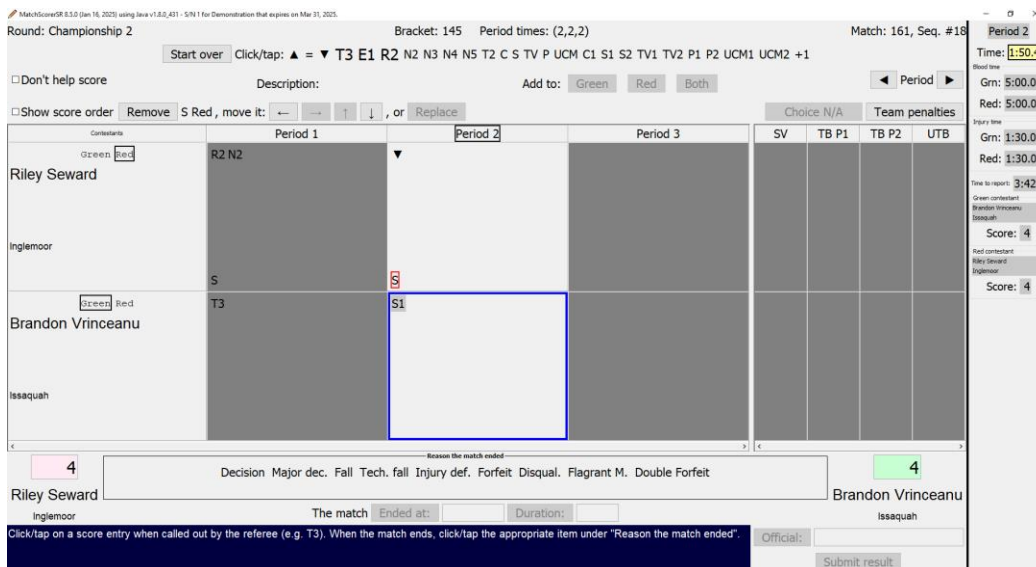 MatchScorerSR 8.5.0 (Jan 16, 2025) using Java v1.8.0_431 - S/N 1 for Demonstration that expires on Mar 31, 2025.
Round: Championship 2 Bracket: 145 Period times: (2,2,2) Match: 161, Seq. #18 Period 2
Start over Click/tap: ▲ = ▼ T3 E1 R2 N2 N3 N4 N5 T2 C S TV P UCM C1 S1 S2 TV1 TV2 P1 P2 UCM1 UCM2 +1
Time: 1:50.4
Blood time
Don't help score Description: Add to: Green Red Both ◀ Period ▶
Grn: 5:00.0
Red: 5:00.0
Show score order Remove S Red , move it: ← → ↑ ↓ , or Replace Choice N/A Team penalties
Injury time
Contestants Period 1 Period 2 Period 3 SV TB P1 TB P2 UTB
Grn: 1:30.0
Red: 1:30.0
Green Red R2 N2 ▼
Riley Seward
Inglemoor
S S
Time to report: 3:42
Green contestant
Brandon Vrinceanu
Issaquah
Score: 4
Red contestant
Riley Seward
Inglemoor
Score: 4
Green Red T3 S1
Brandon Vrinceanu
Issaquah
Reason the match ended
4 Decision Major dec. Fall Tech. fall Injury def. Forfeit Disqual. Flagrant M. Double Forfeit 4
Riley Seward Brandon Vrinceanu
Inglemoor The match Ended at: Duration: Issaquah
Click/tap on a score entry when called out by the referee (e.g. T3). When the match ends, click/tap the appropriate item under "Reason the match ended".
Official:
Submit result